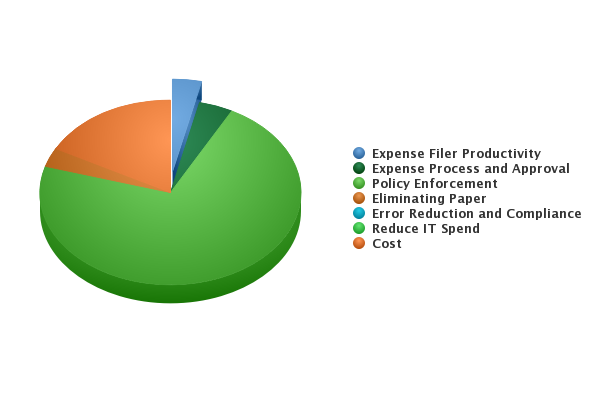 Expense Filer Productivity
Expense Process and Approval
Policy Enforcement
Eliminating Paper
Error Reduction and Compliance
Reduce IT Spend
Cost